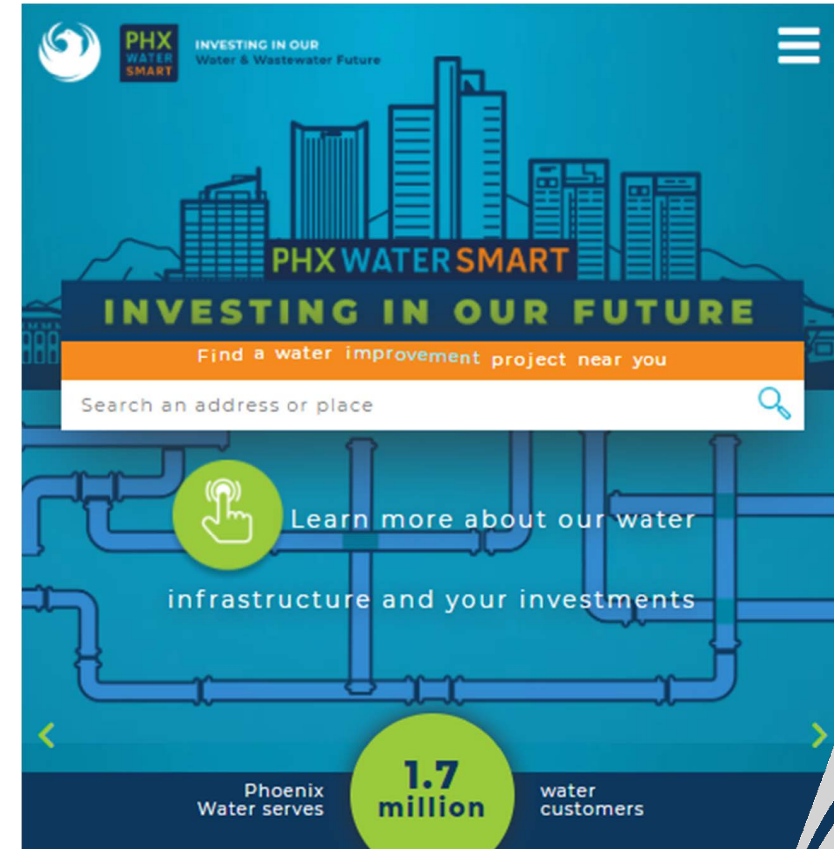 PHX
WATER
SMART
INVESTING IN OUR
Water & Wastewater Future
PHX WATER SMART
INVESTING IN OUR FUTURE
Find a water improvement project near you
Search an address or place
Learn more about our water
infrastructure and your investments
Phoenix
Water serves
1.7
million
water
customers